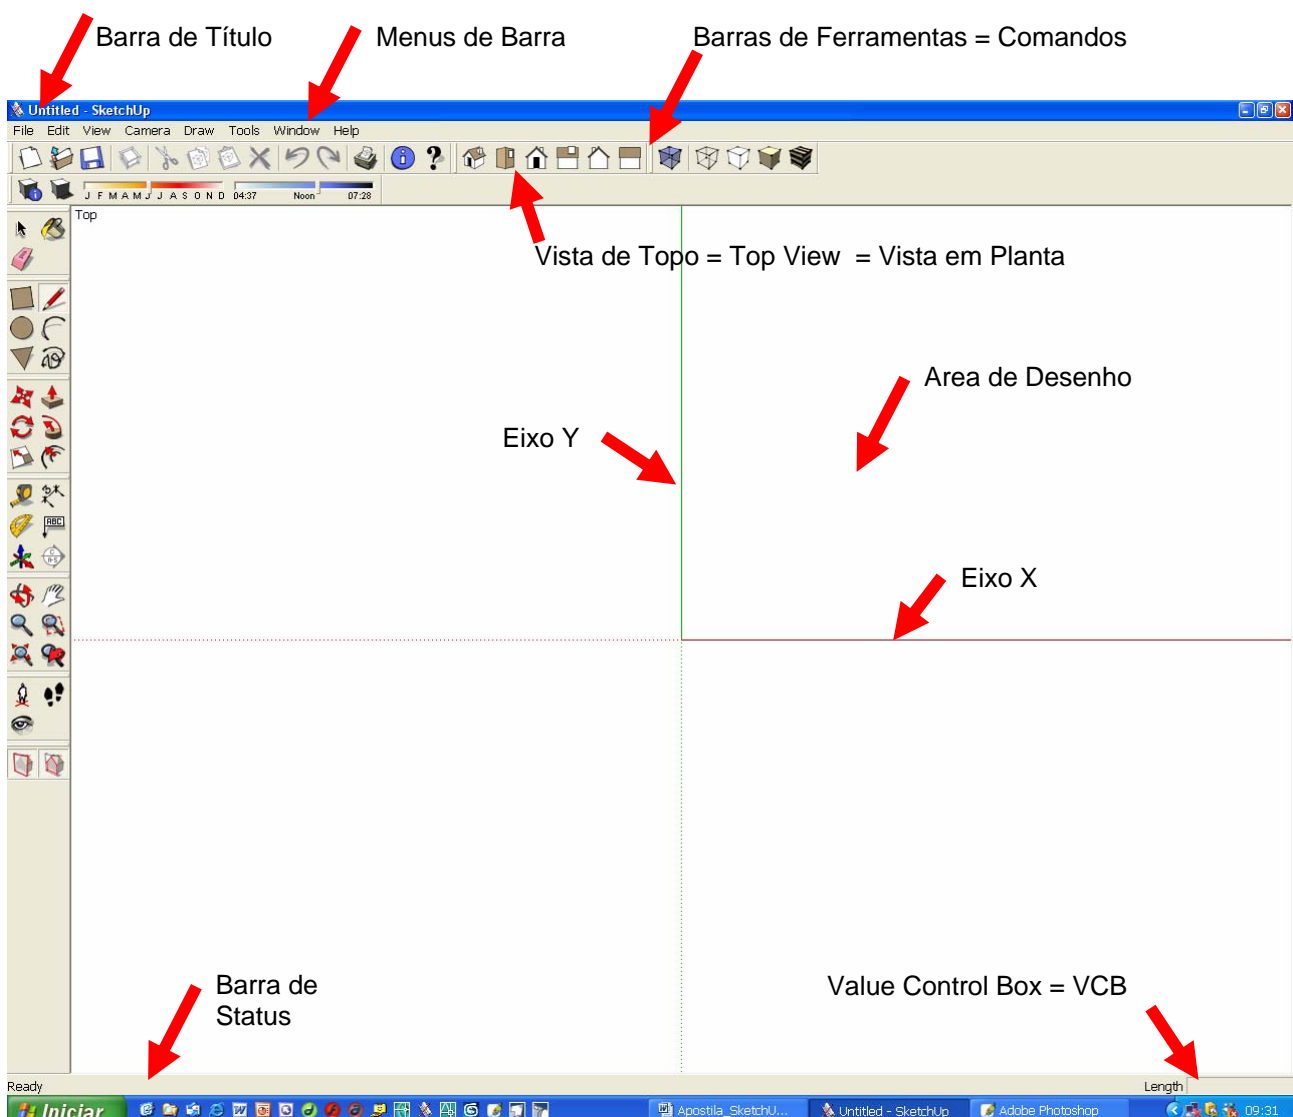 Barra de Título
Menus de Barra
Barras de Ferramentas = Comandos
Untitled - SketchUp
File Edit View Camera Draw Tools Window Help
J F M A M J J A S O N D 04:37 Noon 07:28
Top
Vista de Topo = Top View = Vista em Planta
Area de Desenho
Eixo Y
ABC
Eixo X
Barra de
Status
Value Control Box = VCB
Ready
Length
Iniciar
Apostila_SketchU...
Untitled - SketchUp
Adobe Photoshop
09:31